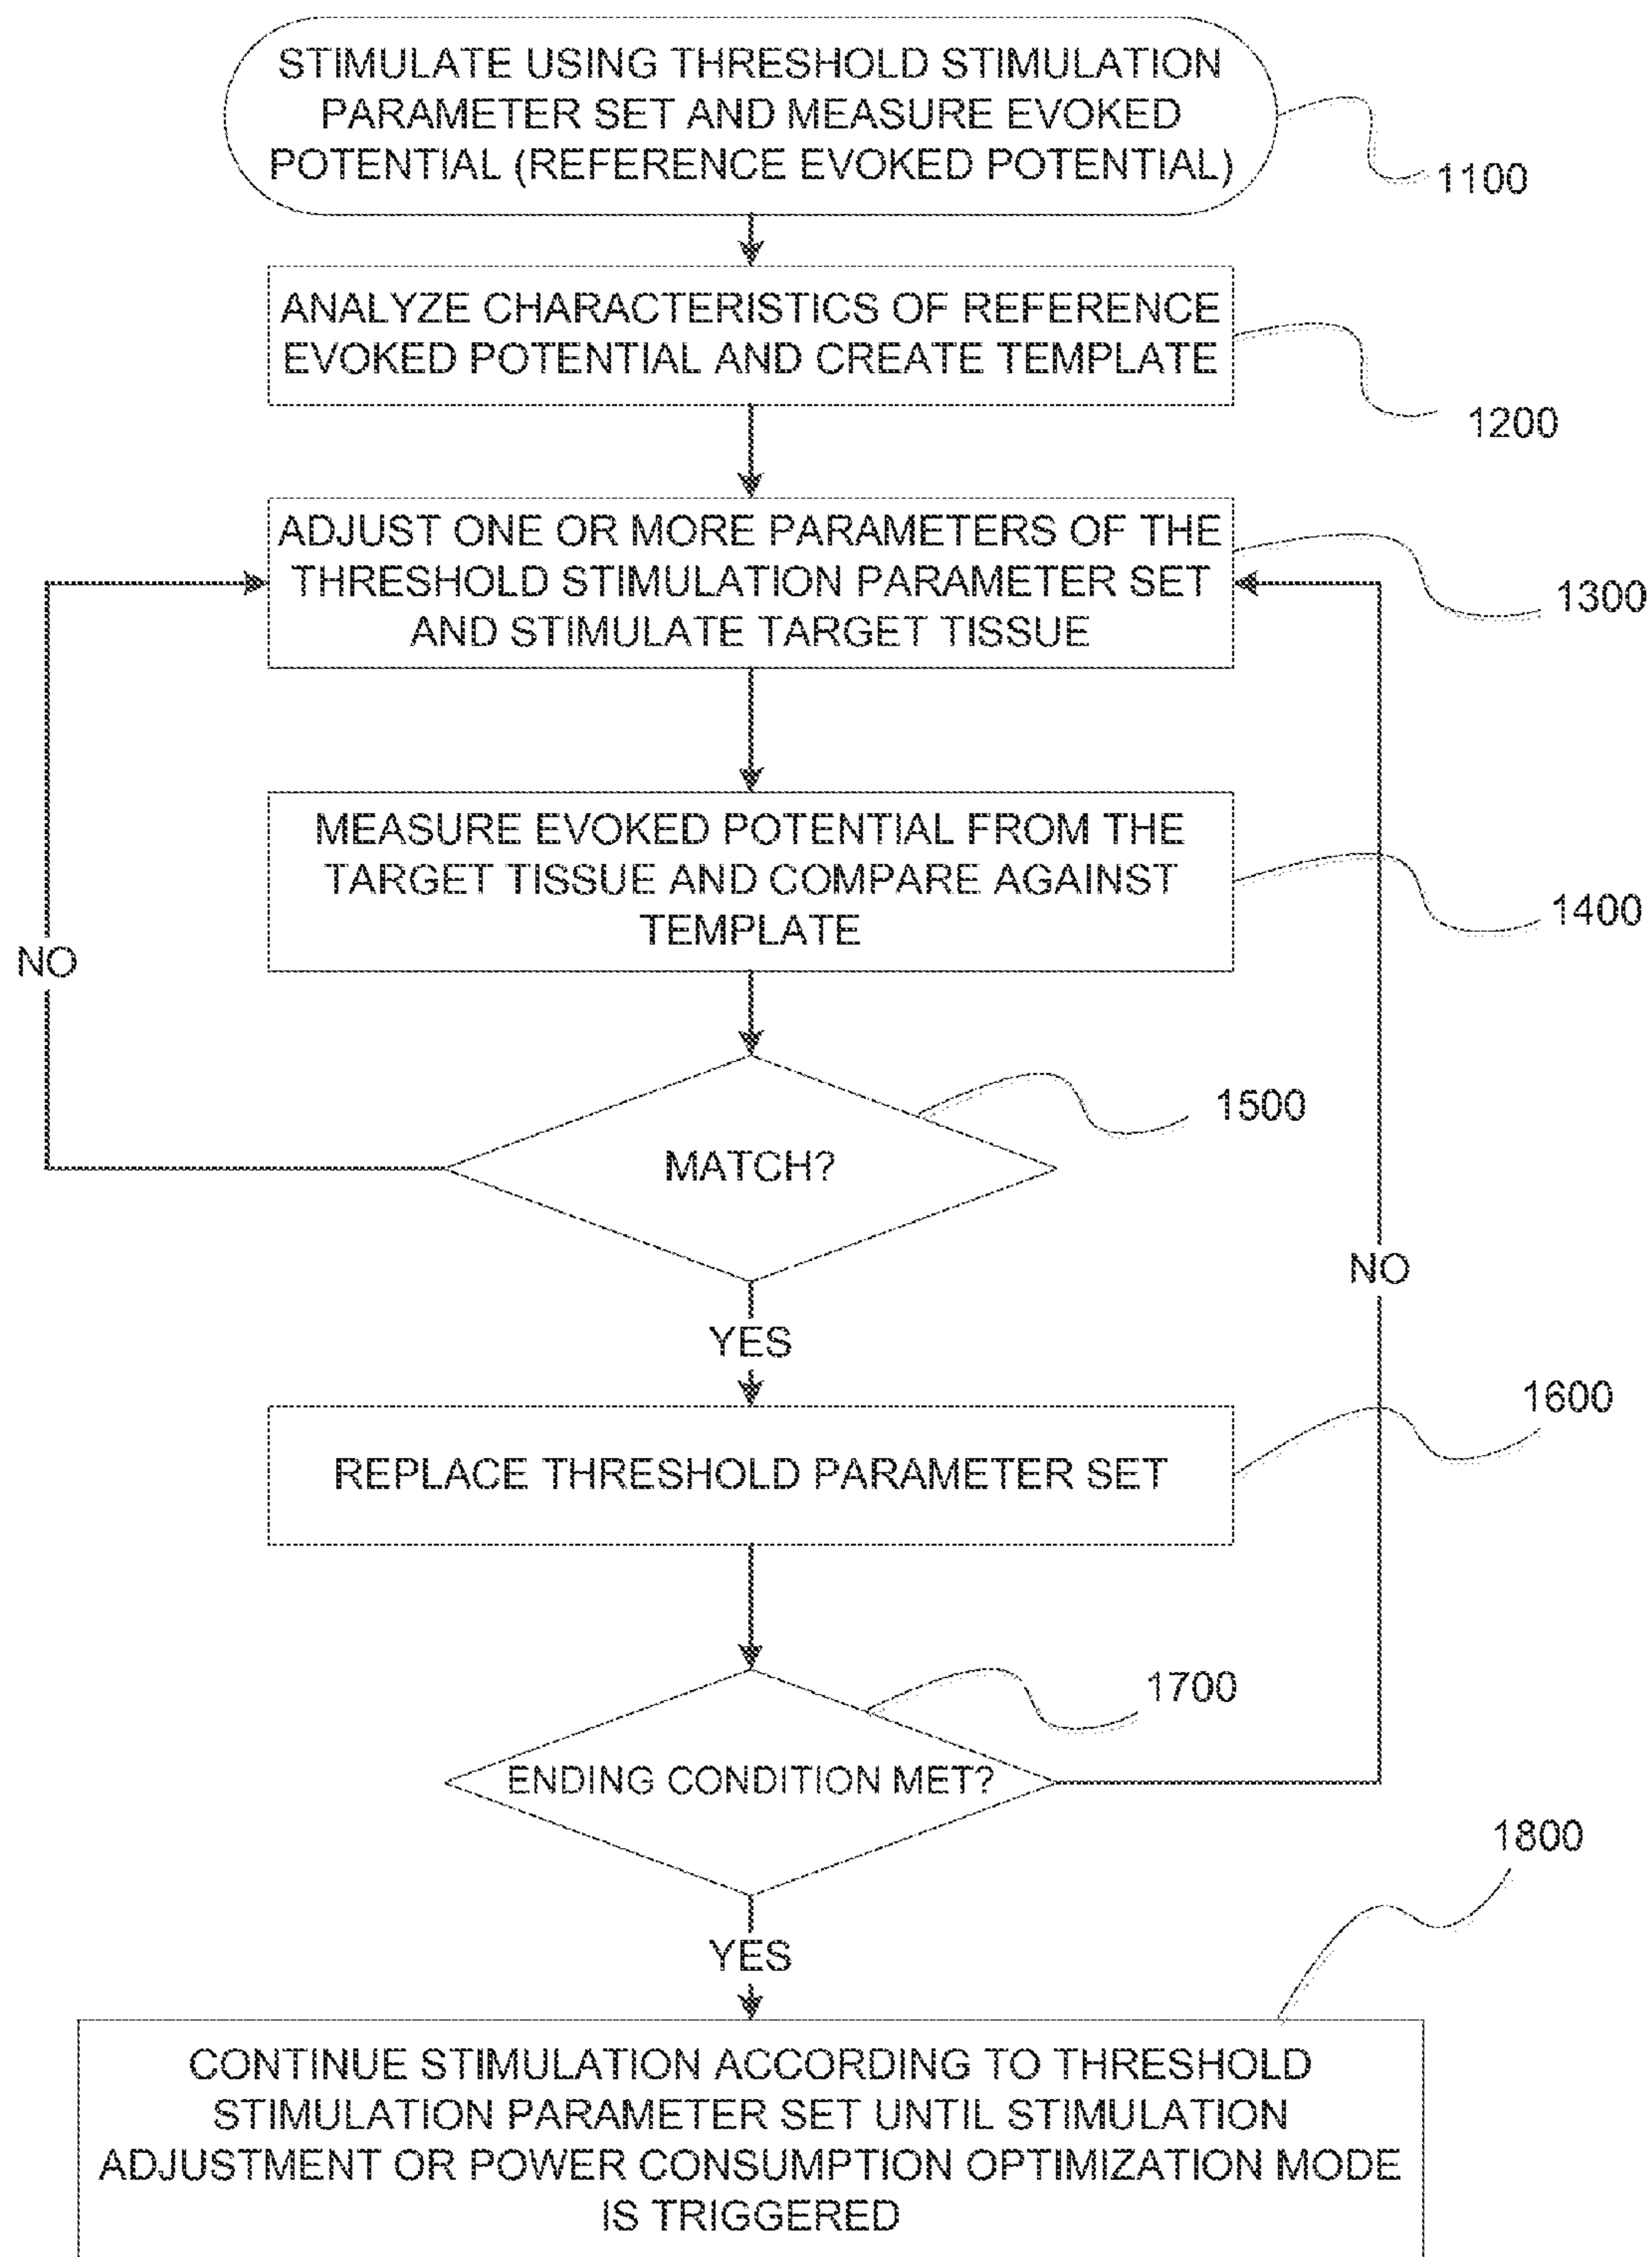 STIMULATE USING THRESHOLD STIMULATION
PARAMETER SET AND MEASURE EVOKED
POTENTIAL (REFERENCE EVOKED POTENTIAL)
1100
ANALYZE CHARACTERISTICS OF REFERENCE
EVOKED POTENTIAL AND CREATE TEMPLATE
1200
ADJUST ONE OR MORE PARAMETERS OF THE
THRESHOLD STIMULATION PARAMETER SET
AND STIMULATE TARGET TISSUE
1300
MEASURE EVOKED POTENTIAL FROM THE
TARGET TISSUE AND COMPARE AGAINST
TEMPLATE
1400
NO
MATCH?
1500
NO
YES
REPLACE THRESHOLD PARAMETER SET
1600
ENDING CONDITION MET?
1700
YES
1800
CONTINUE STIMULATION ACCORDING TO THRESHOLD
STIMULATION PARAMETER SET UNTIL STIMULATION
ADJUSTMENT OR POWER CONSUMPTION OPTIMIZATION MODE
IS TRIGGERED